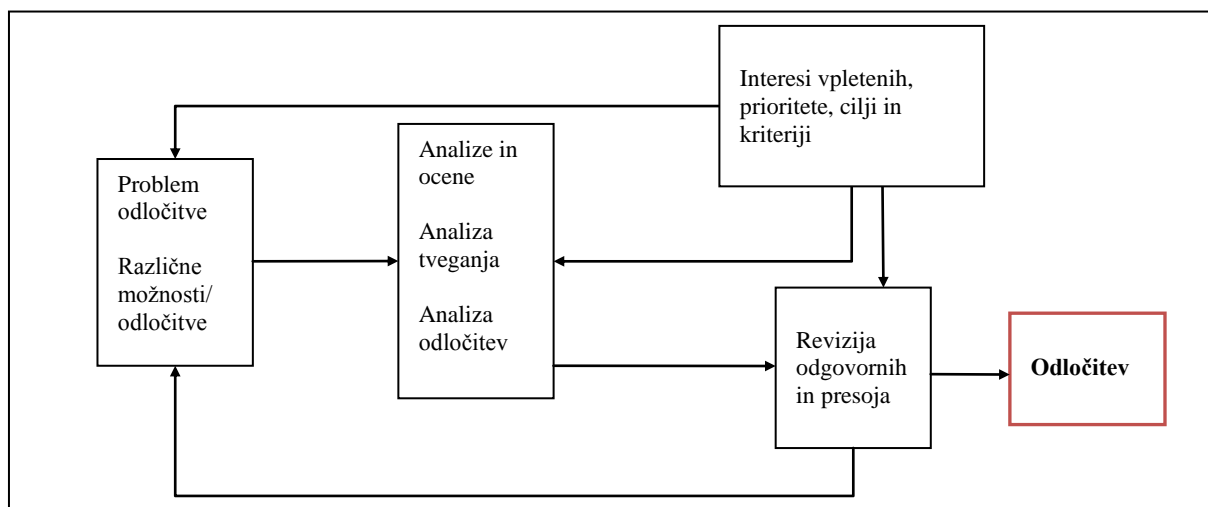 Interesi vpletenih,
prioritete, cilji in
kriteriji
Problem
odločitve
Različne
možnosti/
odločitve
Analize in
ocene
Analiza
tveganja
Analiza
odločitev
Revizija
odgovornih
in presoja
Odločitev